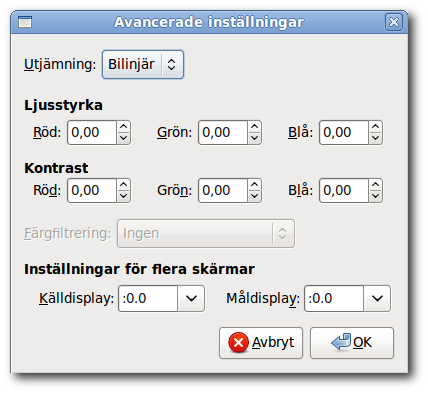 Avancerade inställningar
Utjämning: Bilinjär
Ljusstyrka
Röd: 0,00 Grön: 0,00 Blå: 0,00
Kontrast
Röd: 0,00 Grön: 0,00 Blå: 0,00
Färgfiltrering: Ingen
Inställningar för flera skärmar
Källdisplay: :0.0 Måldisplay: :0.0
Avbryt OK